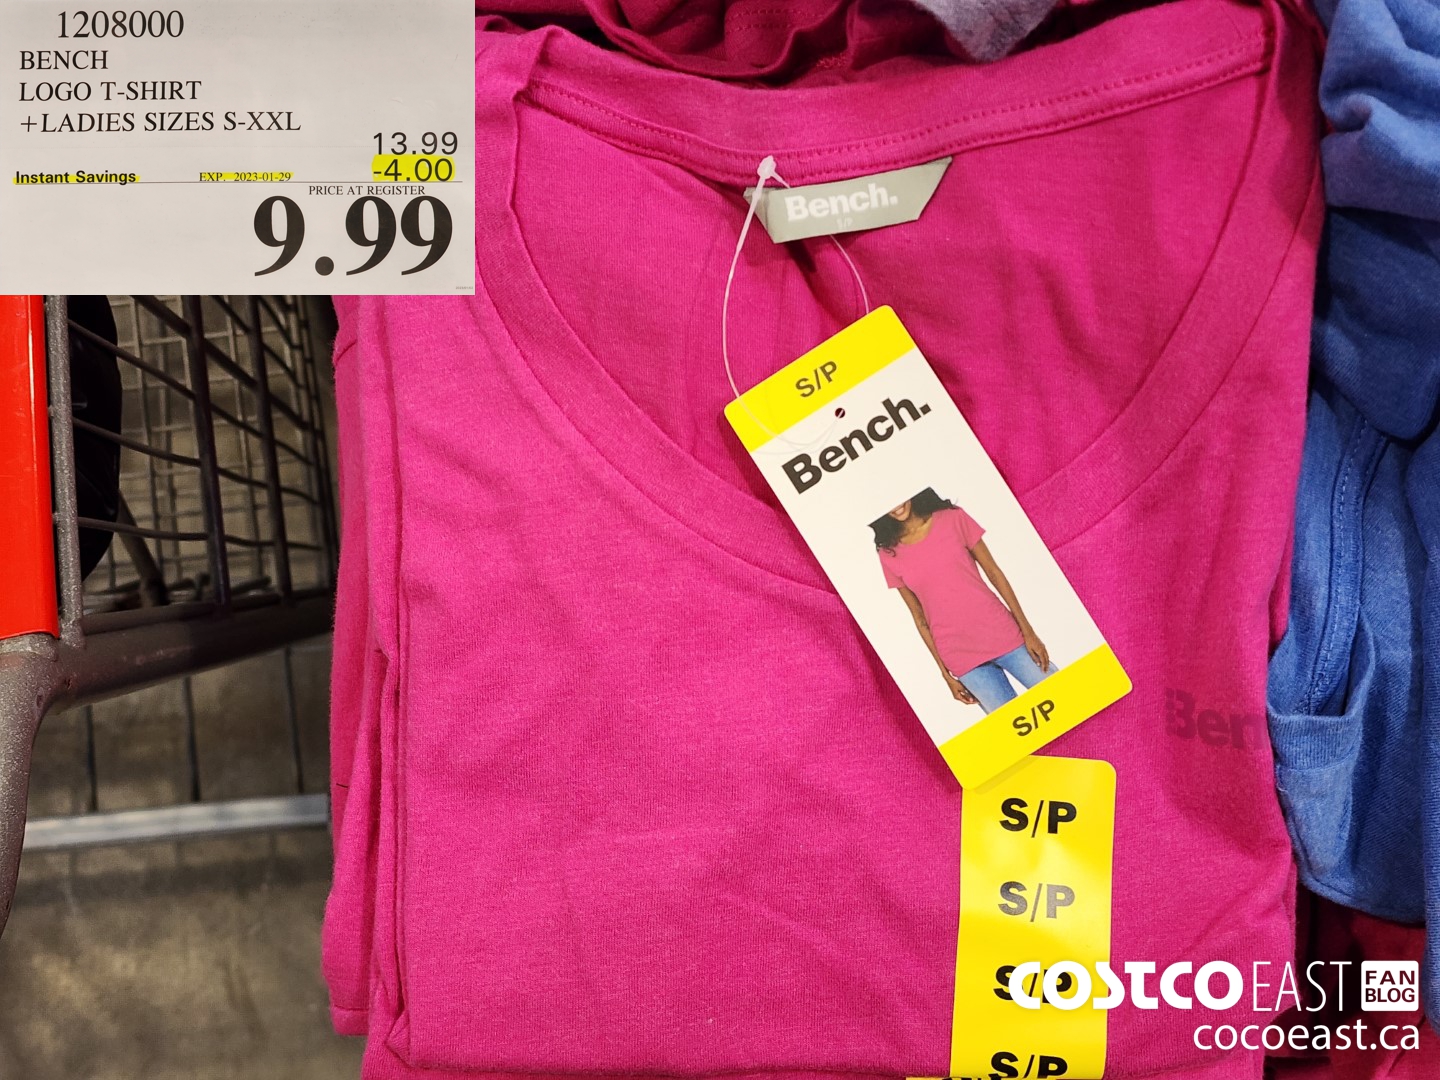 1208000
BENCH
LOGO T-SHIRT
+LADIES SIZES S-XXL
13.99
Instant Savings EXP. 2023-01-29 -4.00
PRICE AT REGISTER
9.99
Bench.
S/P
S/P
Bench.
S/P
Ben
S/P
S/P
S/P
S/P
COSTCO EAST FAN BLOG
cocoeast.ca